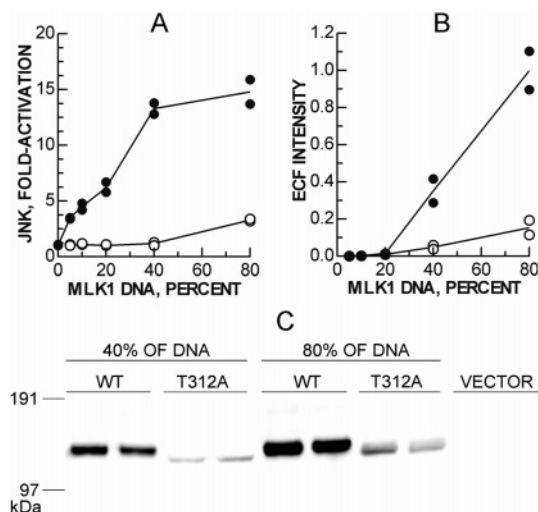 A
JNK, FOLD-ACTIVATION
20
15
10
5
0
0 20 40 60 80
MLK1 DNA, PERCENT
B
ECF INTENSITY
1.2
1.0
0.8
0.6
0.4
0.2
0.0
0 20 40 60 80
MLK1 DNA, PERCENT
C
40% OF DNA 80% OF DNA
WT T312A WT T312A VECTOR
191
97
kDa